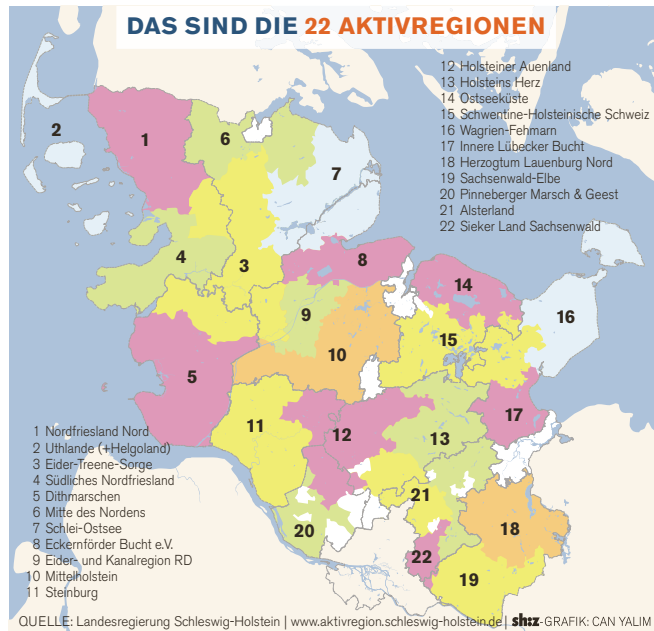 DAS SIND DIE 22 AKTIVREGIONEN
12 Holsteiner Auenland
13 Holsteins Herz
14 Ostseeküste
15 Schwentine-Holsteinische Schweiz
16 Wagrien-Fehmarn
17 Innere Lübecker Bucht
18 Herzogtum Lauenburg Nord
19 Sachsenwald-Elbe
20 Pinneberger Marsch & Geest
21 Alsterland
22 Sieker Land Sachsenwald
2
1
6
7
4
3
8
14
9
16
10
15
5
11
12
17
13
21
20
18
22
19
1 Nordfriesland Nord
2 Uthlande (+Helgoland)
3 Eider-Treene-Sorge
4 Südliches Nordfriesland
5 Dithmarschen
6 Mitte des Nordens
7 Schlei-Ostsee
8 Eckernförder Bucht e.V.
9 Eider- und Kanalregion RD
10 Mittelholstein
11 Steinburg
QUELLE: Landesregierung Schleswig-Holstein | www.aktivregion.schleswig-holstein.de | sh:z-GRAFIK: CAN YALIM